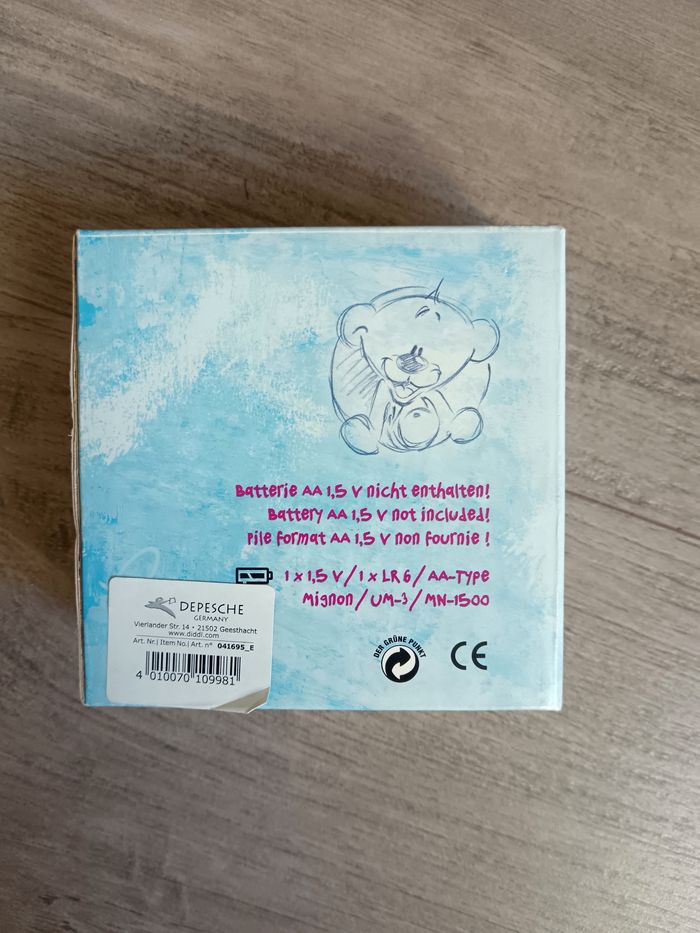 Batterie AA 1,5 V nicht enthalten!
Battery AA 1,5 V not included!
Pile format AA 1,5 V non fournie !
1 x 1,5 V / 1 x LR 6 / AA-Type
Mignon / UM-3 / MN-1500
DER GRÜNE PUNKT
CE
DEPESCHE
GERMANY
Vierlander Str. 14 • 21502 Geesthacht
www.diddl.com
Art. Nr.| Item No.| Art. n° 041695_E
4 010070 109981